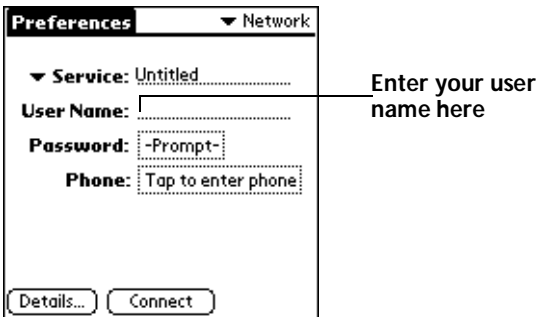 Preferences ▼ Network
▼ Service: Untitled
User Name:
Password: -Prompt-
Phone: Tap to enter phone
Details... Connect
Enter your user
name here